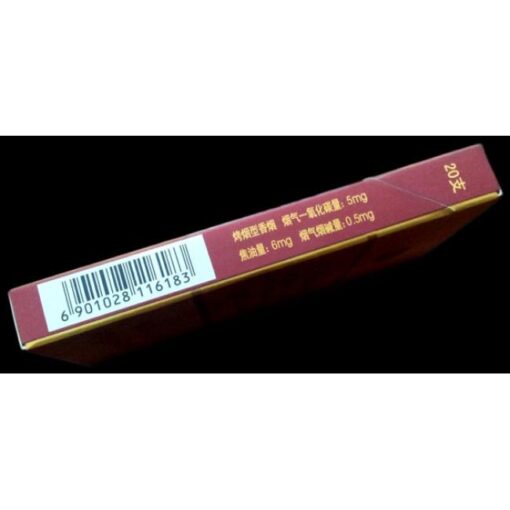 烤烟型香烟 烟气一氧化碳量: 5mg
焦油量: 6mg 烟气烟碱量: 0.5mg
20支
6 901028 116183